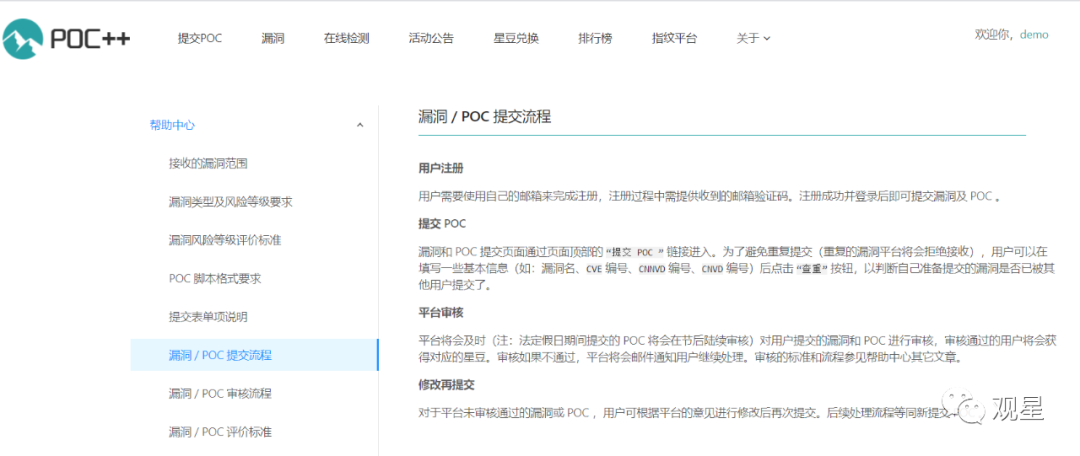 POC++
提交POC
漏洞
在线检测
活动公告
星豆兑换
排行榜
指纹平台
关于
欢迎你，demo
帮助中心
接收的漏洞范围
漏洞类型及风险等级要求
漏洞风险等级评价标准
POC 脚本格式要求
提交表单项说明
漏洞 / POC 提交流程
漏洞 / POC 审核流程
漏洞 / POC 评价标准
漏洞 / POC 提交流程
用户注册
用户需要使用自己的邮箱来完成注册，注册过程中需提供收到的邮箱验证码。注册成功并登录后即可提交漏洞及 POC 。
提交 POC
漏洞和 POC 提交页面通过页面顶部的 “提交 POC ” 链接进入。为了避免重复提交（重复的漏洞平台将会拒绝接收），用户可以在
填写一些基本信息（如：漏洞名、CVE 编号、CNNVD 编号、CNVD 编号）后点击 “查重” 按钮，以判断自己准备提交的漏洞是否已被其
他用户提交了。
平台审核
平台将会及时（注：法定假日期间提交的 POC 将会在节后陆续审核）对用户提交的漏洞和 POC 进行审核，审核通过的用户将会获
得对应的星豆。审核如果不通过，平台将会邮件通知用户继续处理。审核的标准和流程参见帮助中心其它文章。
修改再提交
对于平台未审核通过的漏洞或 POC ，用户可根据平台的意见进行修改后再次提交。后续处理流程等同新提交
观星